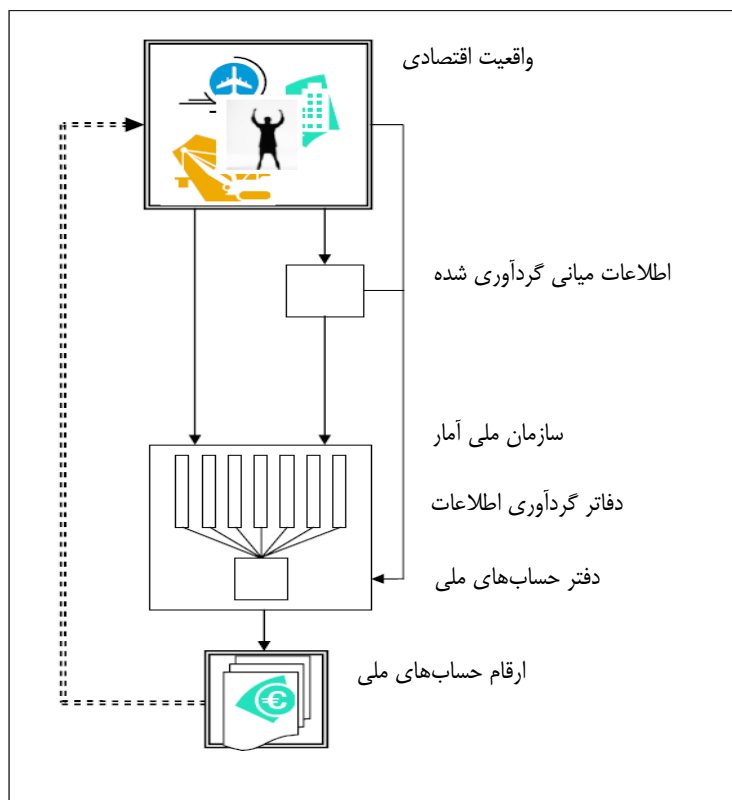 واقعیت اقتصادی
اطلاعات میانی گردآوری شده
سازمان ملی آمار
دفاتر گردآوری اطلاعات
دفتر حساب‌های ملی
ارقام حساب‌های ملی
€